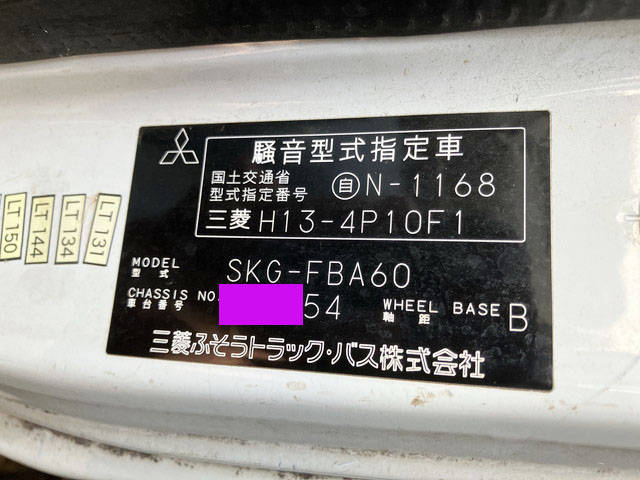 騒音型式指定車
国土交通省
型式指定番号 自N-1168
三菱 H13-4P10F1
MODEL
型式
SKG-FBA60
CHASSIS NO.
車台番号
54
WHEEL BASE
軸距
B
三菱ふそうトラック・バス株式会社
LT150
LT144
LT134
LT131